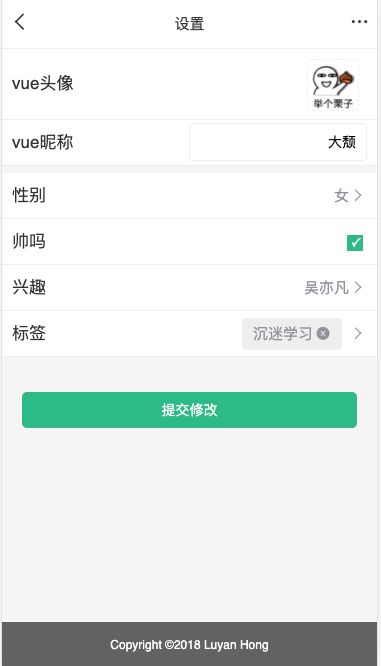 设置
vue头像
举个栗子
vue昵称
大颓
性别
女
帅吗
兴趣
吴亦凡
标签
沉迷学习
提交修改
Copyright ©2018 Luyan Hong